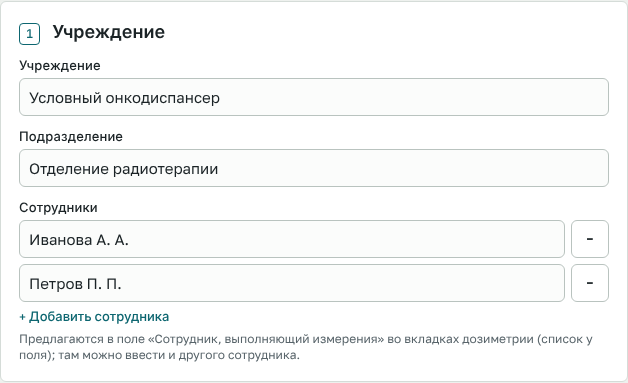 1 Учреждение
Учреждение
Условный онкодиспансер
Подразделение
Отделение радиотерапии
Сотрудники
Иванова А. А. -
Петров П. П. -
+ Добавить сотрудника
Предлагаются в поле «Сотрудник, выполняющий измерения» во вкладках дозиметрии (список у
поля); там можно ввести и другого сотрудника.